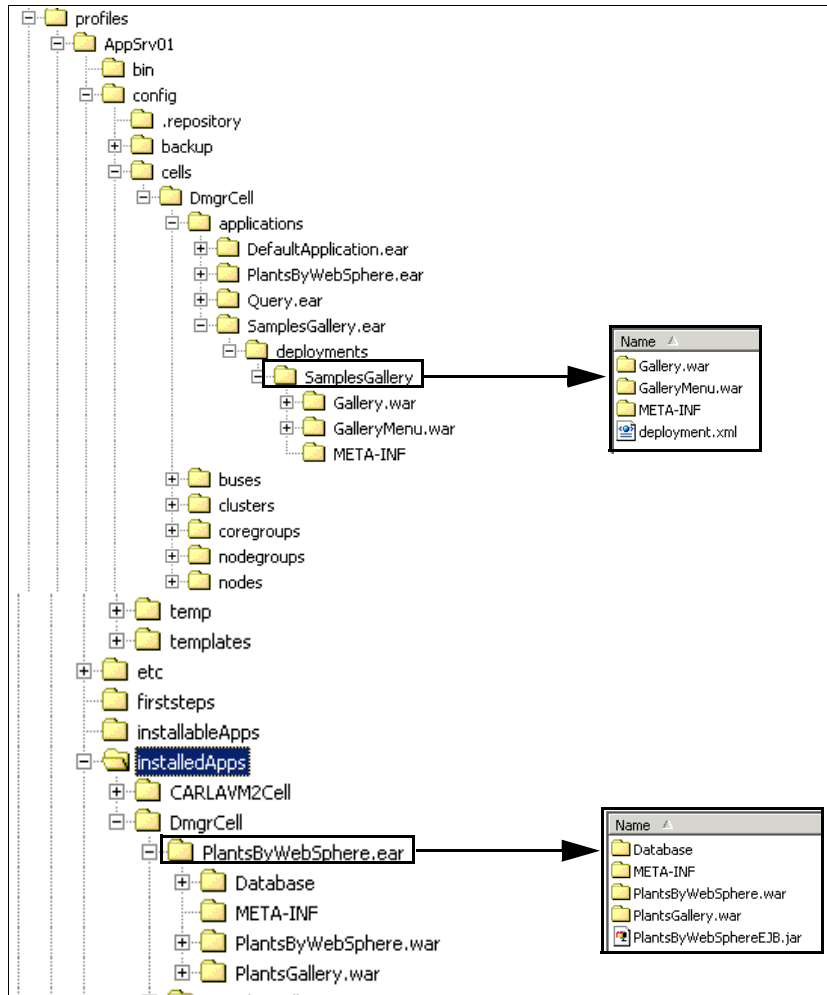 profiles
AppSrv01
bin
config
.repository
backup
cells
DmgrCell
applications
DefaultApplication.ear
PlantsByWebSphere.ear
Query.ear
SamplesGallery.ear
deployments
SamplesGallery
Gallery.war
GalleryMenu.war
META-INF
buses
clusters
coregroups
nodegroups
nodes
temp
templates
etc
firststeps
installableApps
installedApps
CARLAVM2Cell
DmgrCell
PlantsByWebSphere.ear
Database
META-INF
PlantsByWebSphere.war
PlantsGallery.war
Name
Gallery.war
GalleryMenu.war
META-INF
deployment.xml
Name
Database
META-INF
PlantsByWebSphere.war
PlantsGallery.war
PlantsByWebSphereEJB.jar